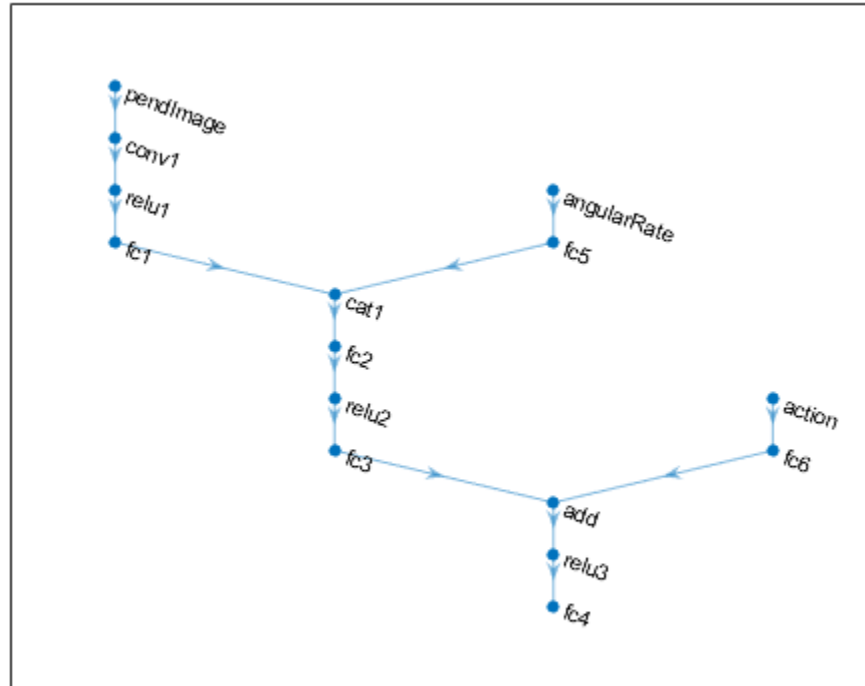 pendImage
conv1
relu1
fc1
angularRate
fc5
cat1
fc2
relu2
fc3
action
fc6
add
relu3
fc4